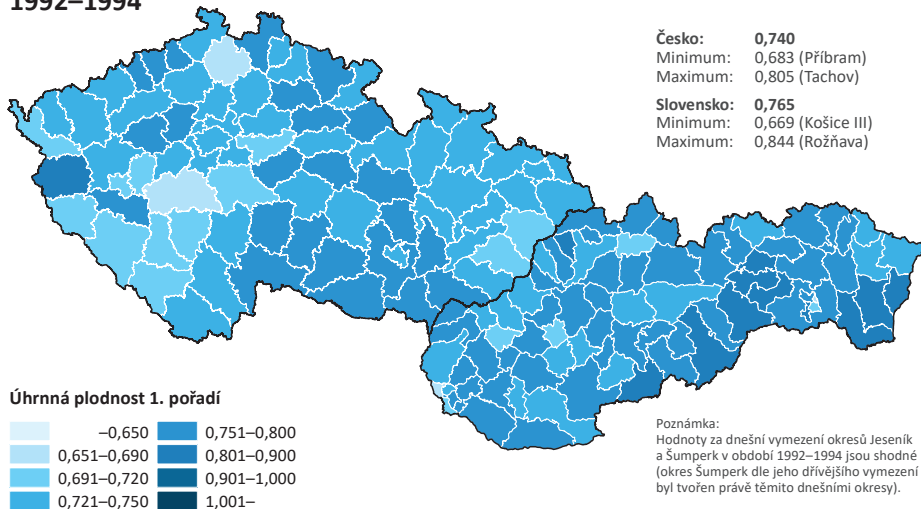 1992–1994
Česko: 0,740
Minimum: 0,683 (Příbram)
Maximum: 0,805 (Tachov)
Slovensko: 0,765
Minimum: 0,669 (Košice III)
Maximum: 0,844 (Rožňava)
Úhrnná plodnost 1. pořadí
–0,650 0,751–0,800
0,651–0,690 0,801–0,900
0,691–0,720 0,901–1,000
0,721–0,750 1,001–
Poznámka:
Hodnoty za dnešní vymezení okresů Jeseník
a Šumperk v období 1992–1994 jsou shodné
(okres Šumperk dle jeho dřívějšího vymezení
byl tvořen právě těmito dnešními okresy).